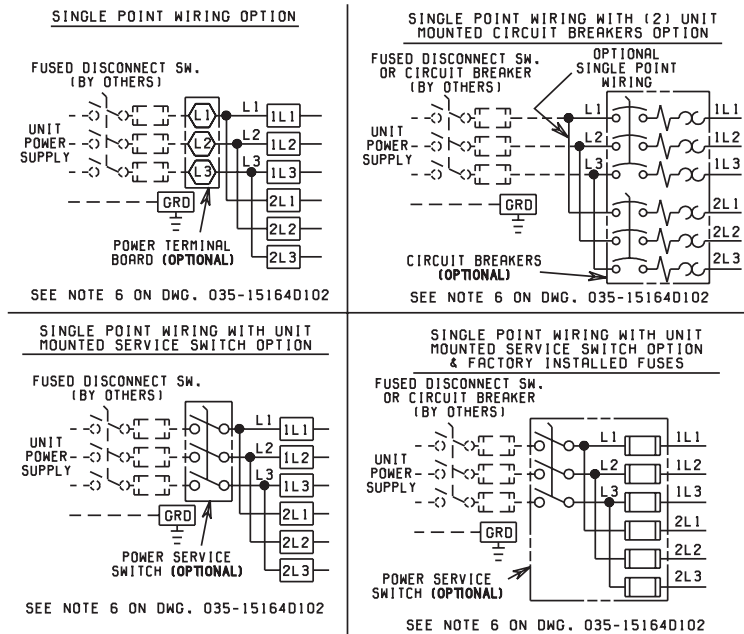 SINGLE POINT WIRING OPTION
FUSED DISCONNECT SW.
(BY OTHERS)
L1
L1
1L1
UNIT
POWER
SUPPLY
L2
L2
1L2
L3
L3
1L3
GRD
2L1
2L2
2L3
POWER TERMINAL
BOARD (OPTIONAL)
SEE NOTE 6 ON DWG. 035-15164D102
SINGLE POINT WIRING WITH (2) UNIT
MOUNTED CIRCUIT BREAKERS OPTION
FUSED DISCONNECT SW.
OR CIRCUIT BREAKER
(BY OTHERS)
OPTIONAL
SINGLE POINT
WIRING
L1
1L1
UNIT
POWER
SUPPLY
L2
1L2
L3
1L3
GRD
2L1
2L2
2L3
CIRCUIT BREAKERS
(OPTIONAL)
SEE NOTE 6 ON DWG. 035-15164D102
SINGLE POINT WIRING WITH UNIT
MOUNTED SERVICE SWITCH OPTION
FUSED DISCONNECT SW.
(BY OTHERS)
L1
1L1
UNIT
POWER
SUPPLY
L2
1L2
L3
1L3
GRD
2L1
2L2
2L3
POWER SERVICE
SWITCH (OPTIONAL)
SEE NOTE 6 ON DWG. 035-15164D102
SINGLE POINT WIRING WITH UNIT
MOUNTED SERVICE SWITCH OPTION
& FACTORY INSTALLED FUSES
FUSED DISCONNECT SW.
OR CIRCUIT BREAKER
(BY OTHERS)
L1
1L1
UNIT
POWER
SUPPLY
L2
1L2
L3
1L3
GRD
2L1
2L2
2L3
POWER SERVICE
SWITCH (OPTIONAL)
SEE NOTE 6 ON DWG. 035-15164D102